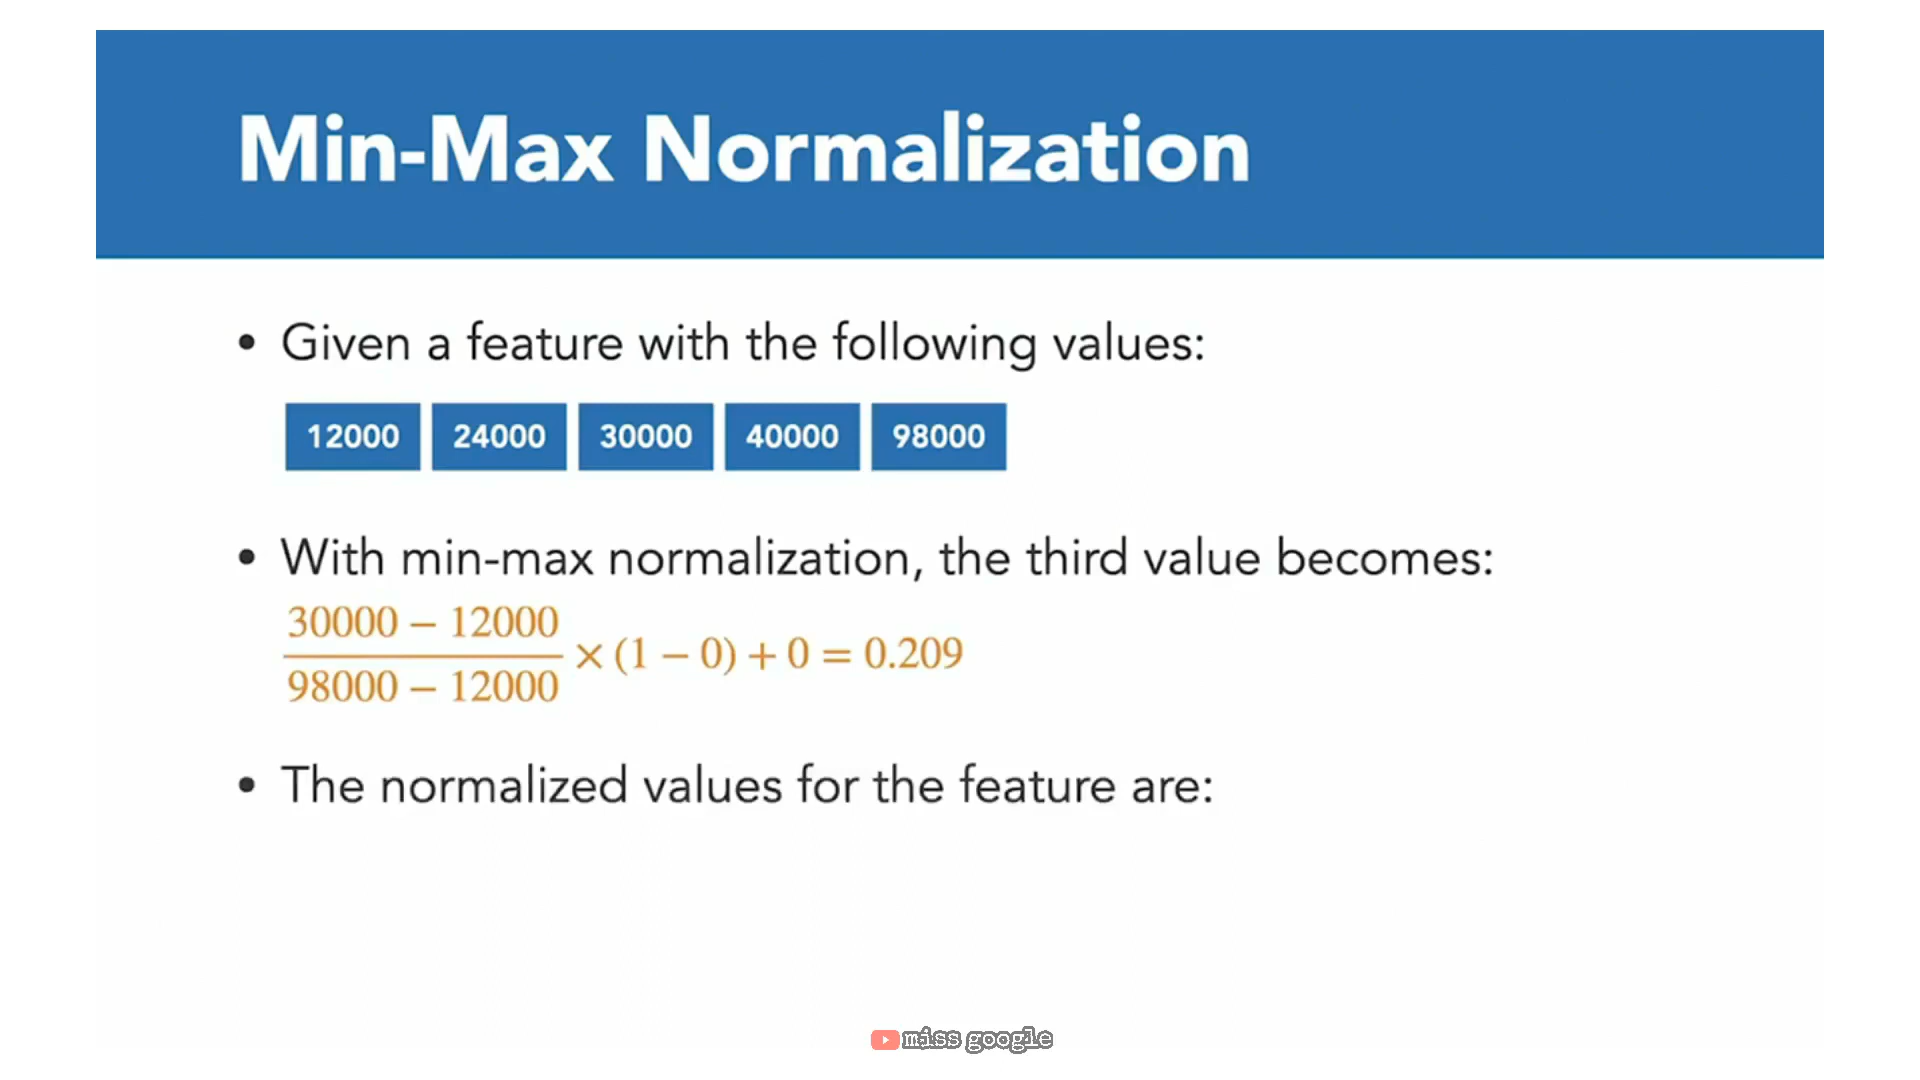 Min-Max Normalization
• Given a feature with the following values:
12000 24000 30000 40000 98000
• With min-max normalization, the third value becomes:
30000 − 12000
98000 − 12000
× (1 − 0) + 0 = 0.209
• The normalized values for the feature are:
miss google